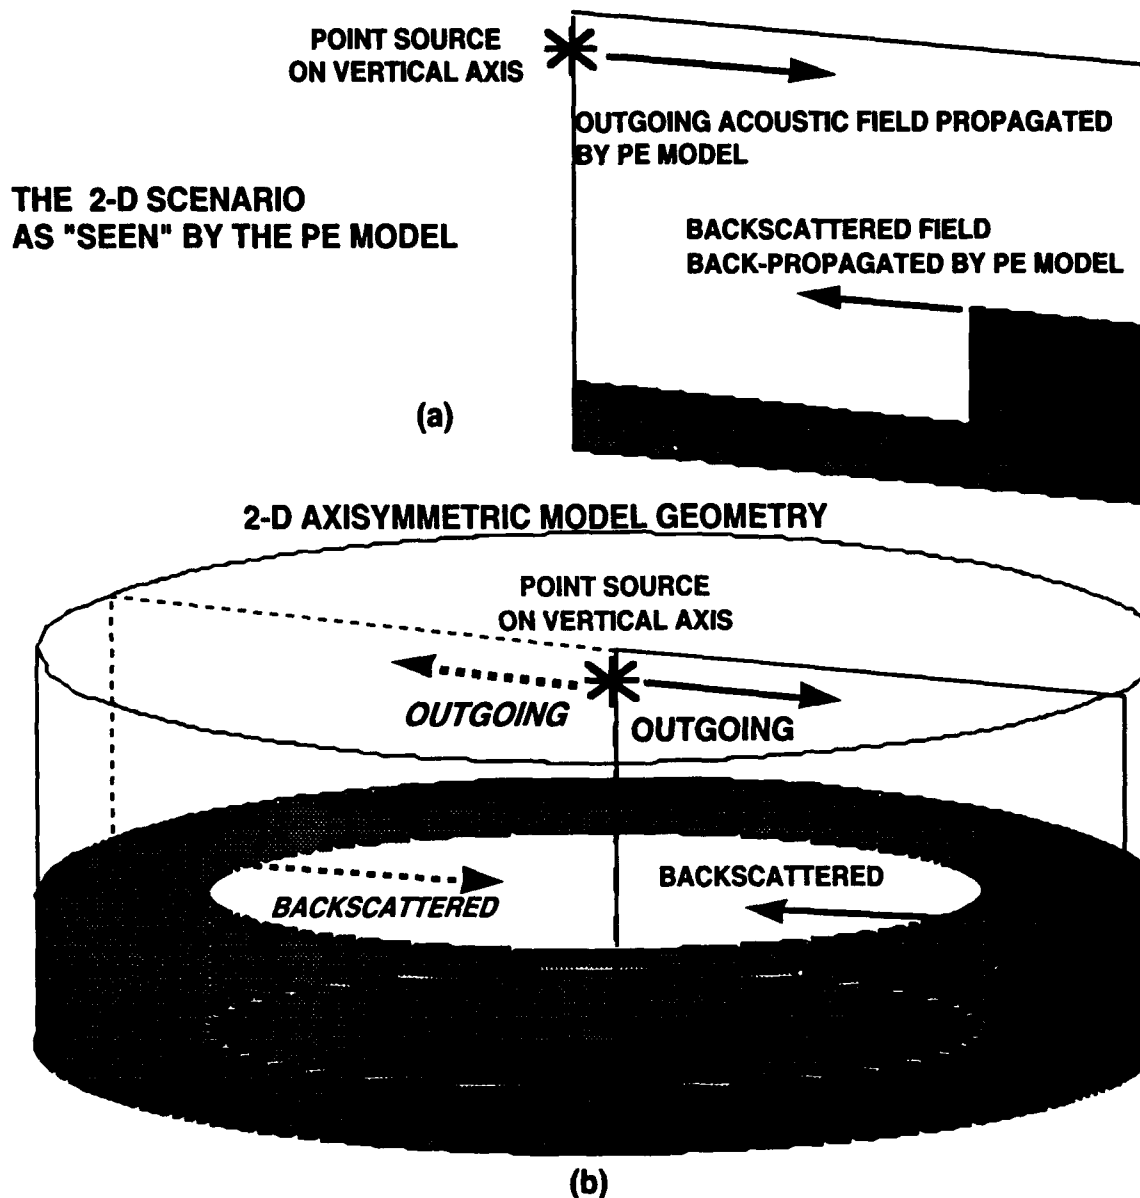 POINT SOURCE
ON VERTICAL AXIS
OUTGOING ACOUSTIC FIELD PROPAGATED
BY PE MODEL
THE 2-D SCENARIO
AS "SEEN" BY THE PE MODEL
BACKSCATTERED FIELD
BACK-PROPAGATED BY PE MODEL
(a)
2-D AXISYMMETRIC MODEL GEOMETRY
POINT SOURCE
ON VERTICAL AXIS
OUTGOING
OUTGOING
BACKSCATTERED
BACKSCATTERED
(b)